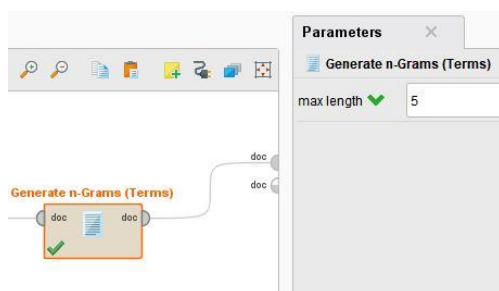 Parameters
Generate n-Grams (Terms)
max length
5
doc
doc
Generate n-Grams (Terms)
doc
doc